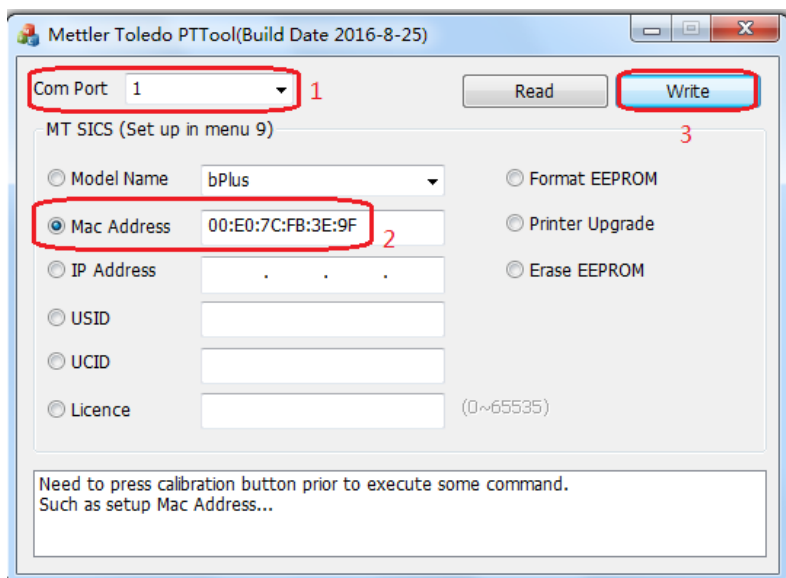 Mettler Toledo PTTool(Build Date 2016-8-25)
Com Port 1 1 Read Write
3
MT SICS (Set up in menu 9)
Model Name bPlus Format EEPROM
Mac Address 00:E0:7C:FB:3E:9F 2 Printer Upgrade
IP Address . . . Erase EEPROM
USID
UCID
Licence (0~65535)
Need to press calibration button prior to execute some command.
Such as setup Mac Address...